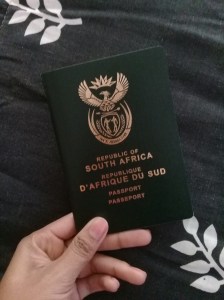 REPUBLIC OF
SOUTH AFRICA
REPUBLIQUE
D'AFRIQUE DU SUD
PASSPORT
PASSEPORT